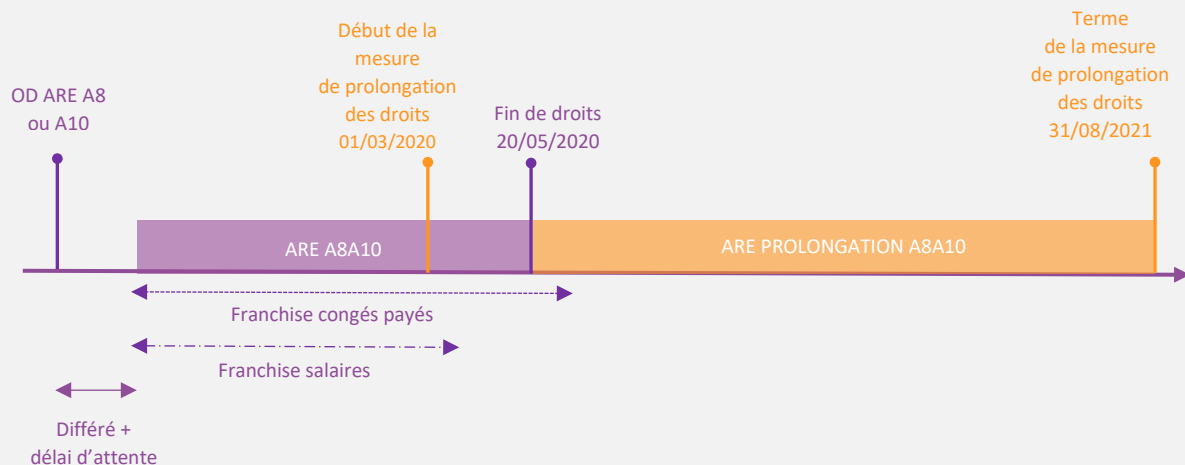 Début de la
mesure
de prolongation
des droits
01/03/2020
Terme
de la mesure
de prolongation
des droits
31/08/2021
OD ARE A8
ou A10
Fin de droits
20/05/2020
ARE A8A10
ARE PROLONGATION A8A10
Franchise congés payés
Franchise salaires
Différé +
délai d’attente